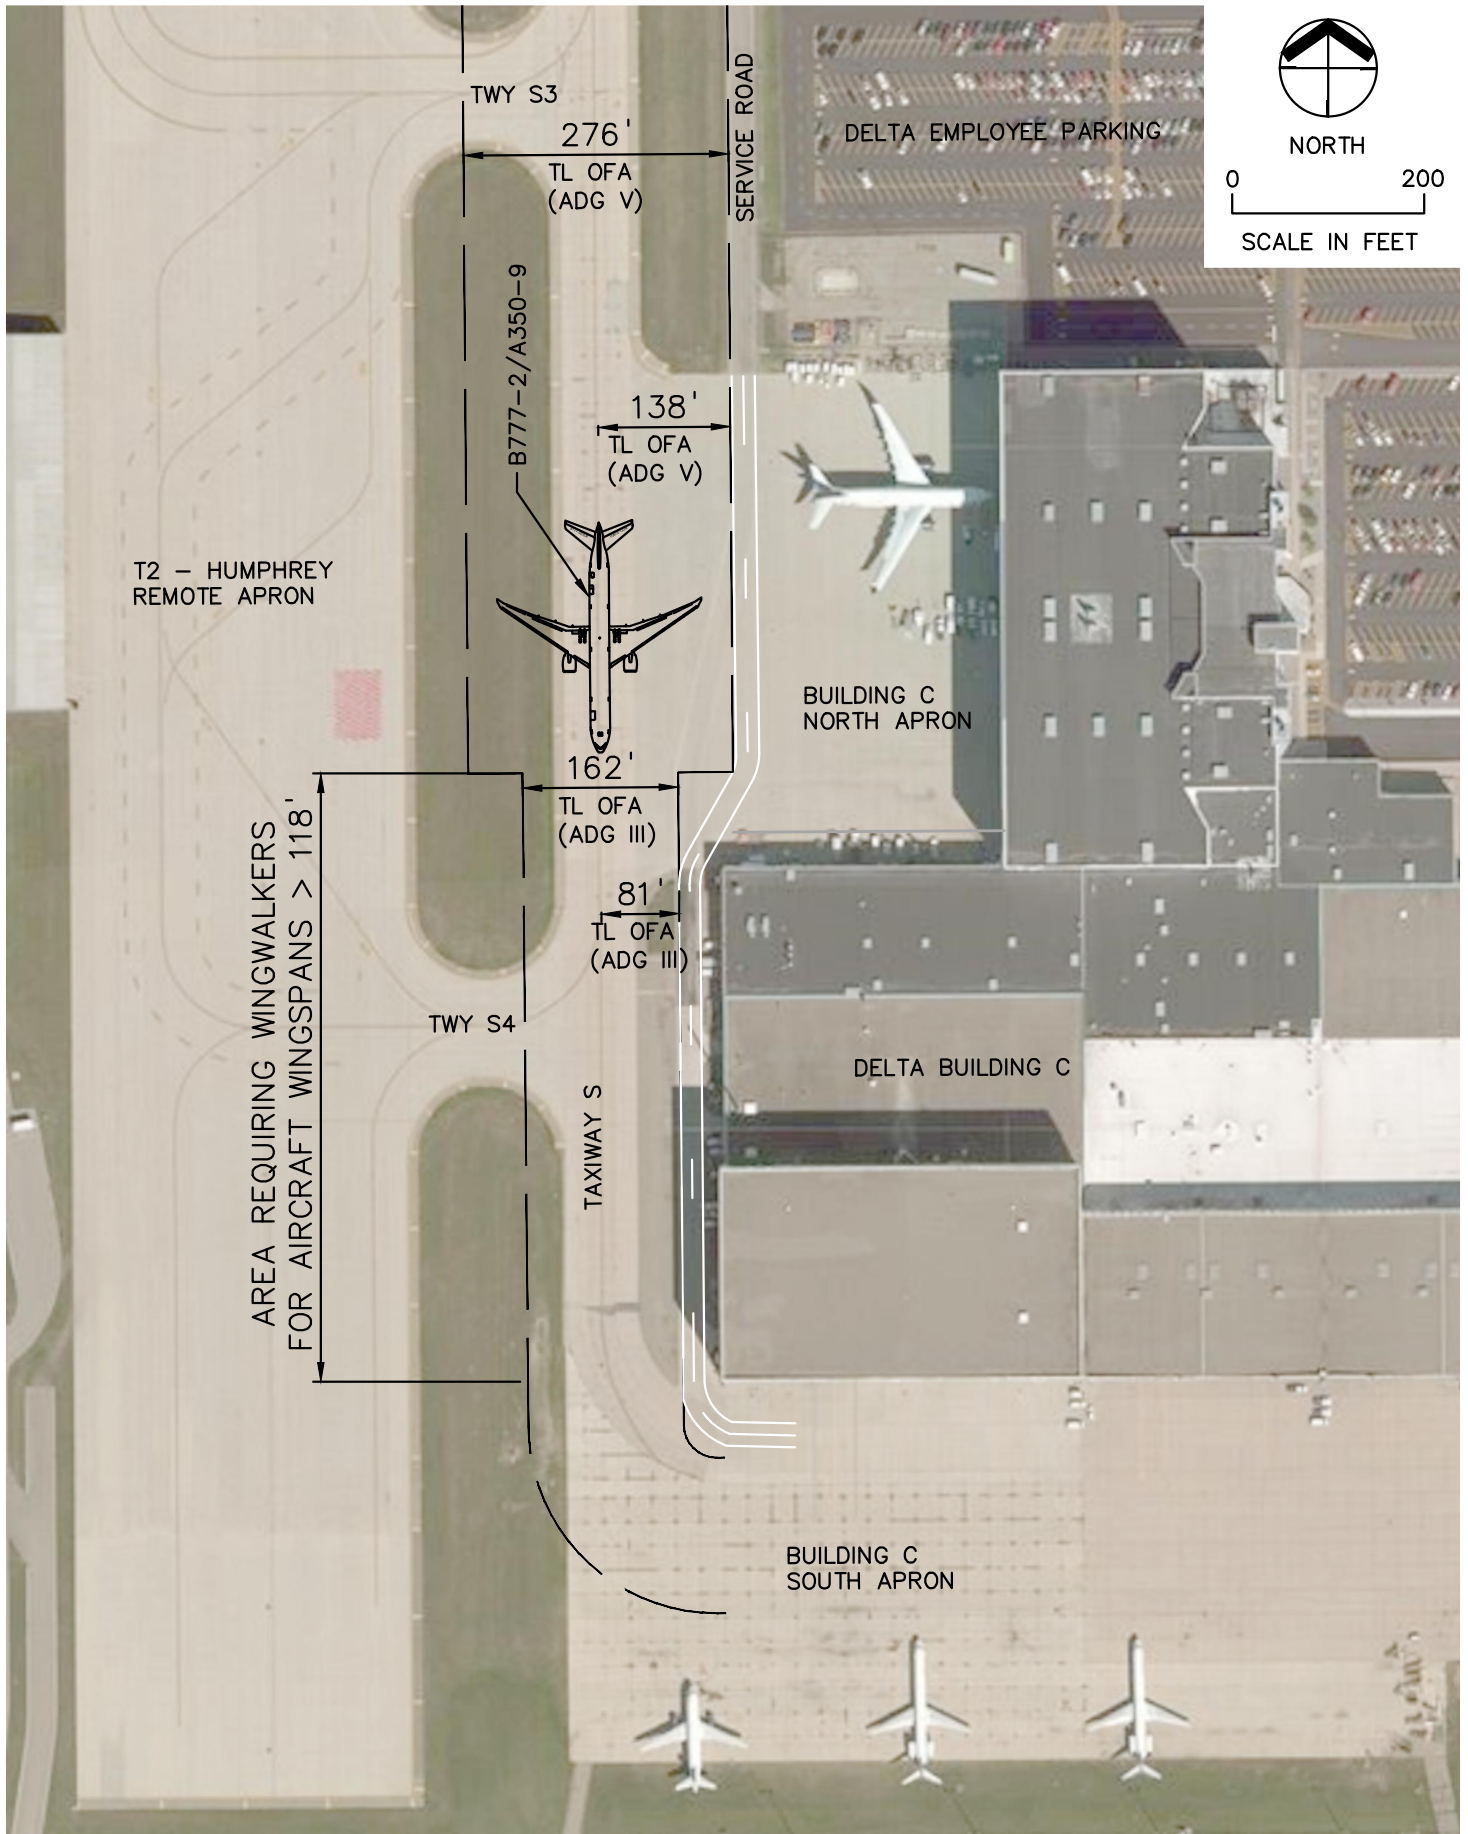 TWY S3
SERVICE ROAD
DELTA EMPLOYEE PARKING
NORTH
0 200
SCALE IN FEET
276'
TL OFA
(ADG V)
B777-2/A350-9
138'
TL OFA
(ADG V)
T2 - HUMPHREY
REMOTE APRON
BUILDING C
NORTH APRON
162'
TL OFA
(ADG III)
81'
TL OFA
(ADG III)
AREA REQUIRING WINGWALKERS
FOR AIRCRAFT WINGSPANS > 118'
TWY S4
TAXIWAY S
DELTA BUILDING C
BUILDING C
SOUTH APRON